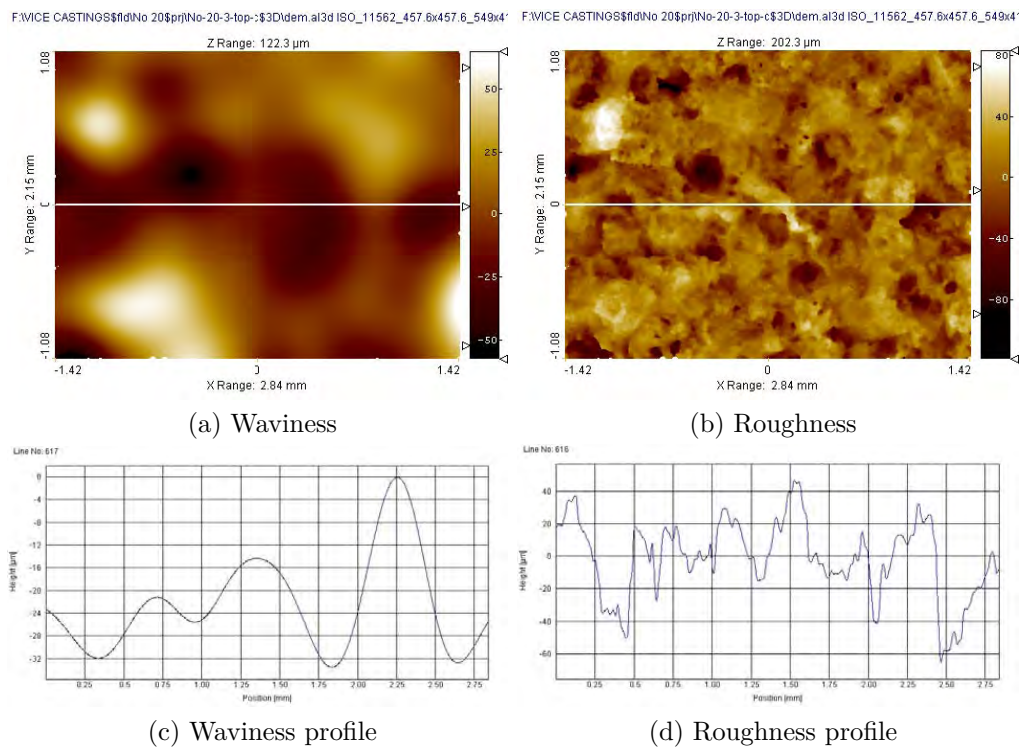 F:\VICE CASTINGS$fld\No 20$prj\No-20-3-top-c$3D\dem.al3d ISO_11562_457.6x457.6_549x41
Z Range: 122.3 µm
1.08
0
-1.08
Y Range: 2.15 mm
50
25
0
-25
-50
-1.42 0 1.42
X Range: 2.84 mm
(a) Waviness
F:\VICE CASTINGS$fld\No 20$prj\No-20-3-top-c$3D\dem.al3d ISO_11562_457.6x457.6_549x41
Z Range: 202.3 µm
1.08
0
-1.08
Y Range: 2.15 mm
80
40
0
-40
-80
-1.42 0 1.42
X Range: 2.84 mm
(b) Roughness
Line No: 617
0
-4
-8
-12
-16
-20
-24
-28
-32
Height [µm]
0.25 0.5 0.75 1.00 1.25 1.50 1.75 2.00 2.25 2.50 2.75
Position [mm]
(c) Waviness profile
Line No: 616
40
20
0
-20
-40
-60
Height [µm]
0.25 0.5 0.75 1.00 1.25 1.50 1.75 2.00 2.25 2.50 2.75
Position [mm]
(d) Roughness profile